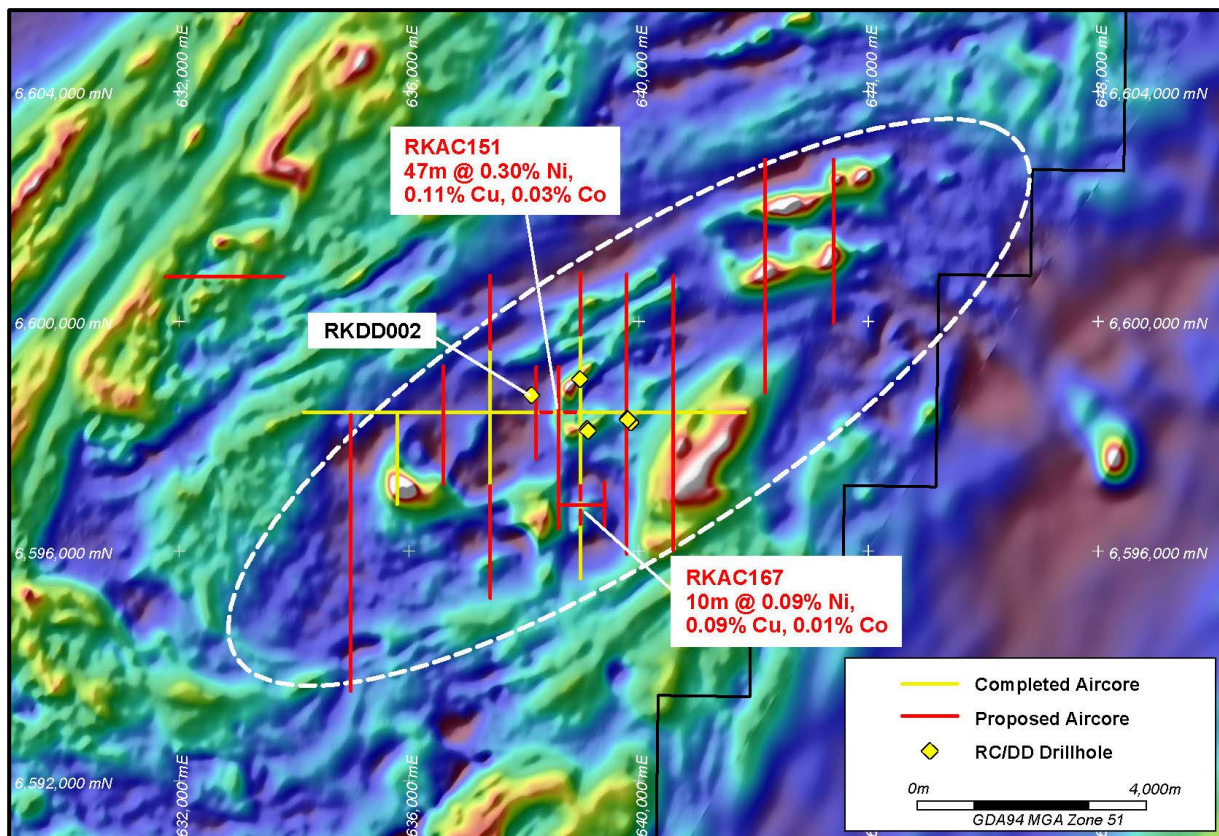 632,000 mE
636,000 mE
640,000 mE
644,000 mE
648,000 mE
6,604,000 mN
6,604,000 mN
RKAC151
47m @ 0.30% Ni,
0.11% Cu, 0.03% Co
RKDD002
6,600,000 mN
6,600,000 mN
6,596,000 mN
6,596,000 mN
RKAC167
10m @ 0.09% Ni,
0.09% Cu, 0.01% Co
6,592,000 mN
632,000 mE
636,000 mE
640,000 mE
Completed Aircore
Proposed Aircore
RC/DD Drillhole
0m
4,000m
GDA94 MGA Zone 51